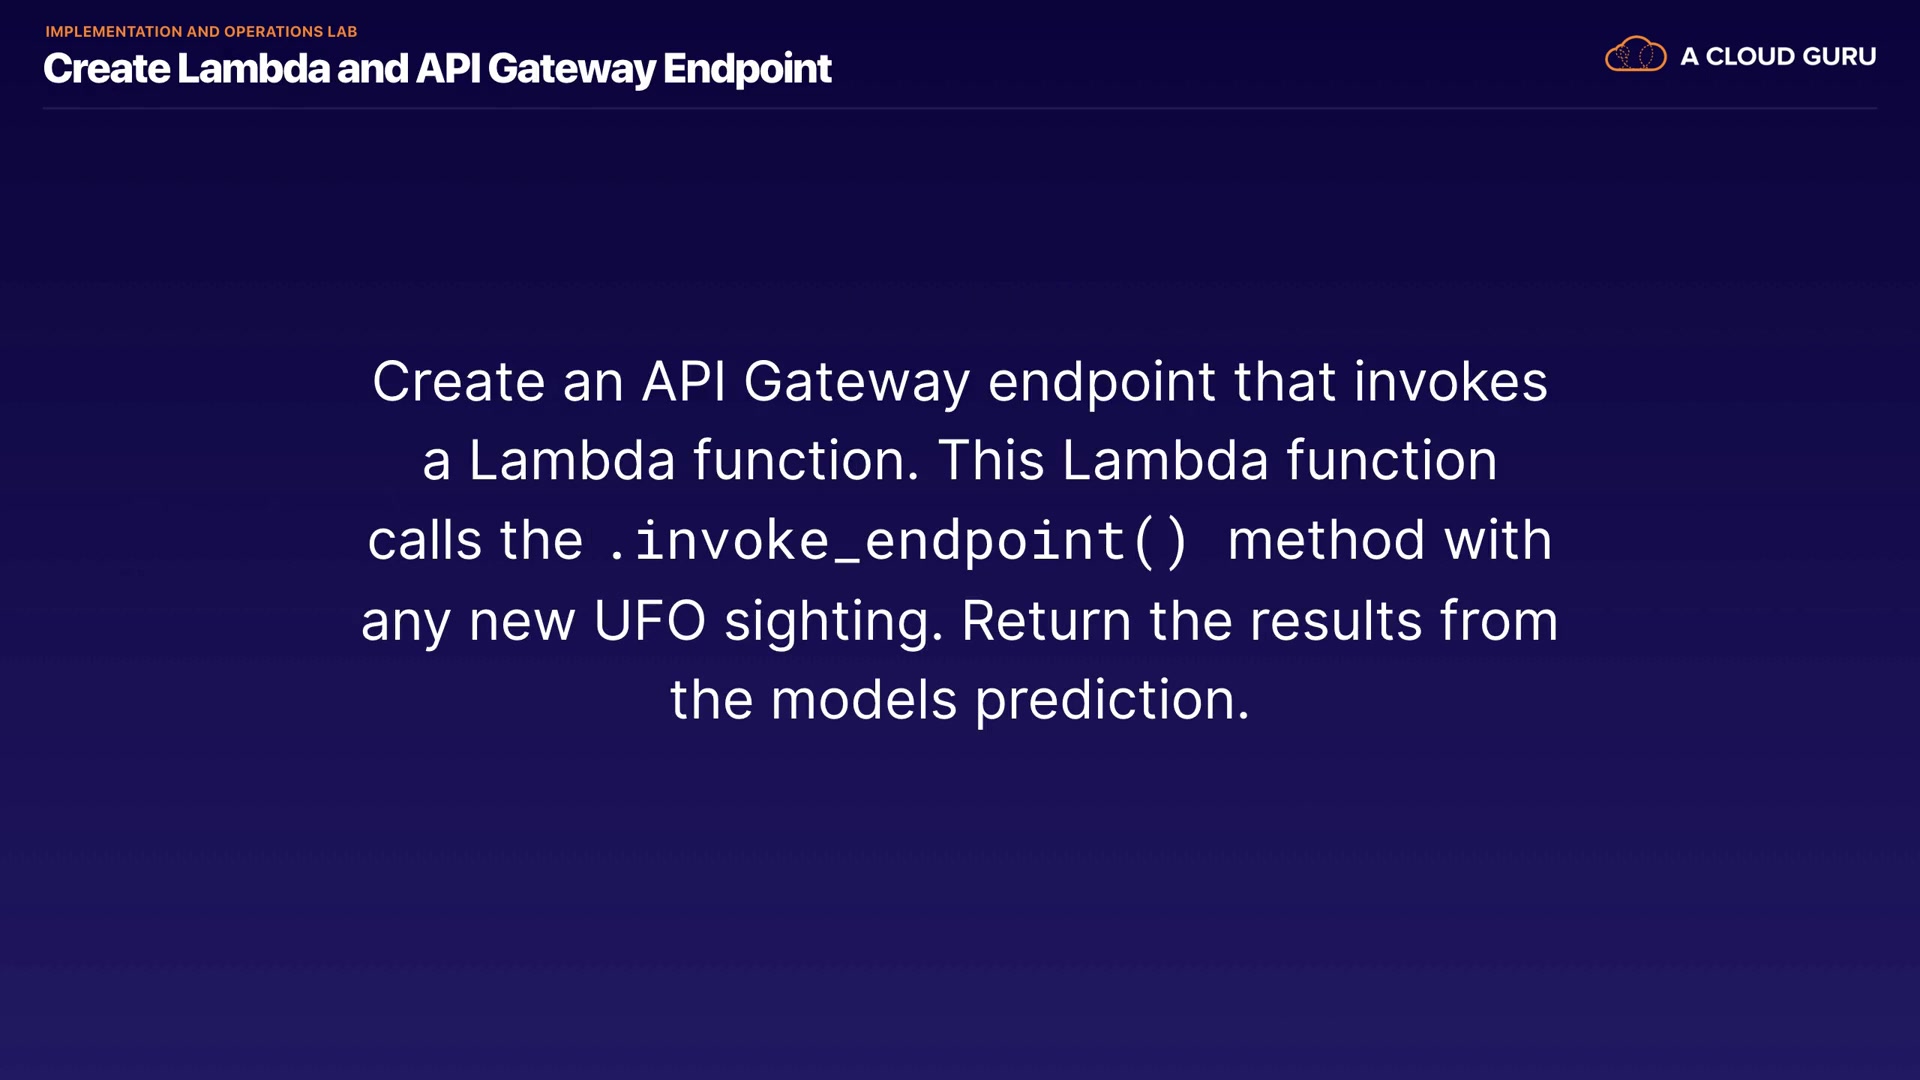 IMPLEMENTATION AND OPERATIONS LAB
Create Lambda and API Gateway Endpoint
A CLOUD GURU
Create an API Gateway endpoint that invokes
a Lambda function. This Lambda function
calls the .invoke_endpoint() method with
any new UFO sighting. Return the results from
the models prediction.